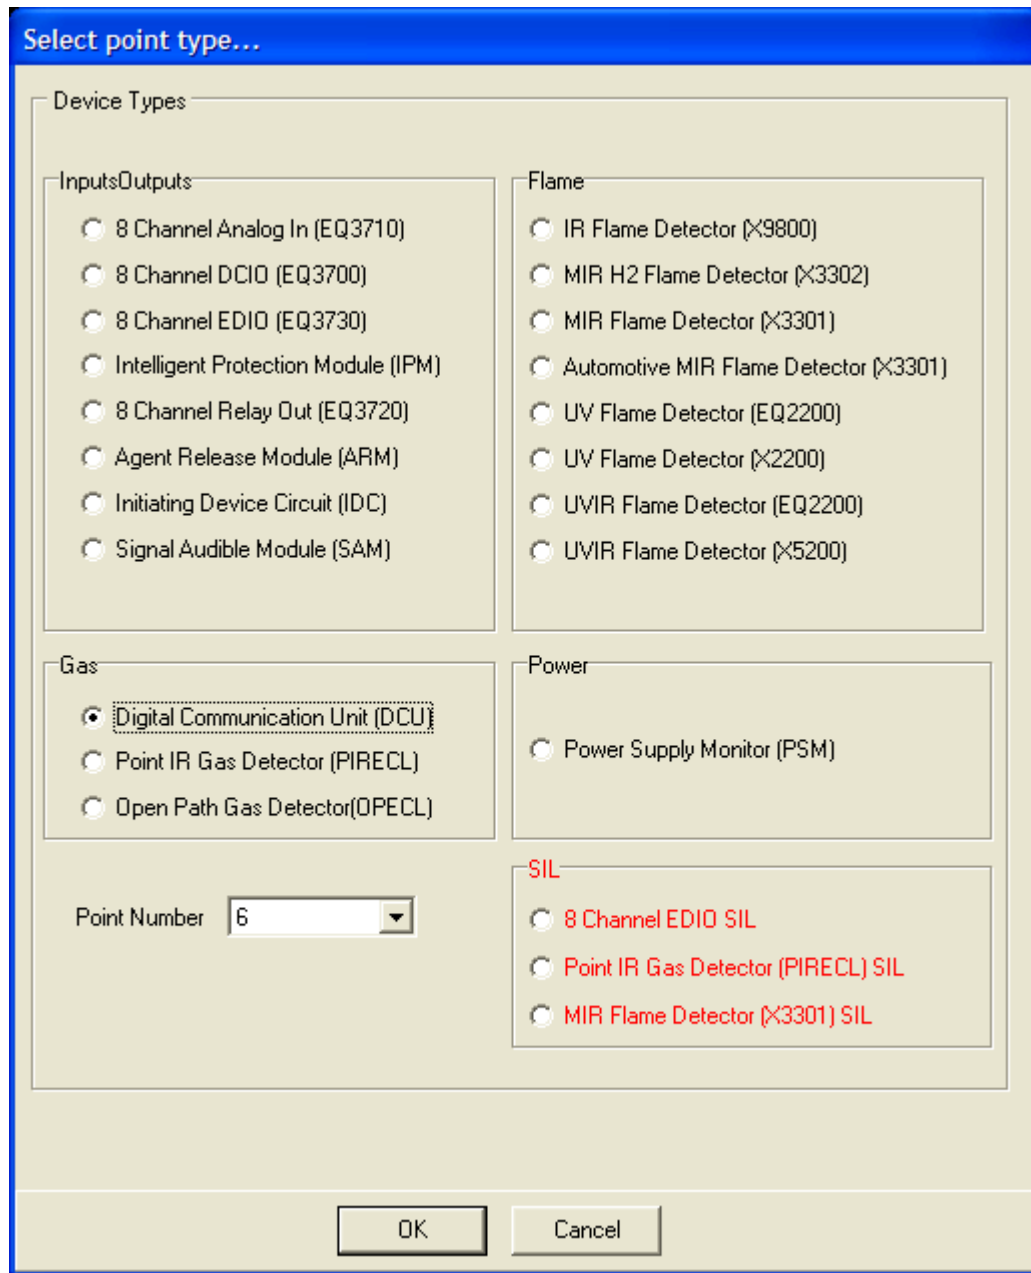 Select point type...
Device Types
InputsOutputs
8 Channel Analog In (EQ3710)
8 Channel DCIO (EQ3700)
8 Channel EDIO (EQ3730)
Intelligent Protection Module (IPM)
8 Channel Relay Out (EQ3720)
Agent Release Module (ARM)
Initiating Device Circuit (IDC)
Signal Audible Module (SAM)
Flame
IR Flame Detector (X9800)
MIR H2 Flame Detector (X3302)
MIR Flame Detector (X3301)
Automotive MIR Flame Detector (X3301)
UV Flame Detector (EQ2200)
UV Flame Detector (X2200)
UVIR Flame Detector (EQ2200)
UVIR Flame Detector (X5200)
Gas
Digital Communication Unit (DCU)
Point IR Gas Detector (PIRECL)
Open Path Gas Detector(OPECL)
Power
Power Supply Monitor (PSM)
Point Number 6
SIL
8 Channel EDIO SIL
Point IR Gas Detector (PIRECL) SIL
MIR Flame Detector (X3301) SIL
OK Cancel